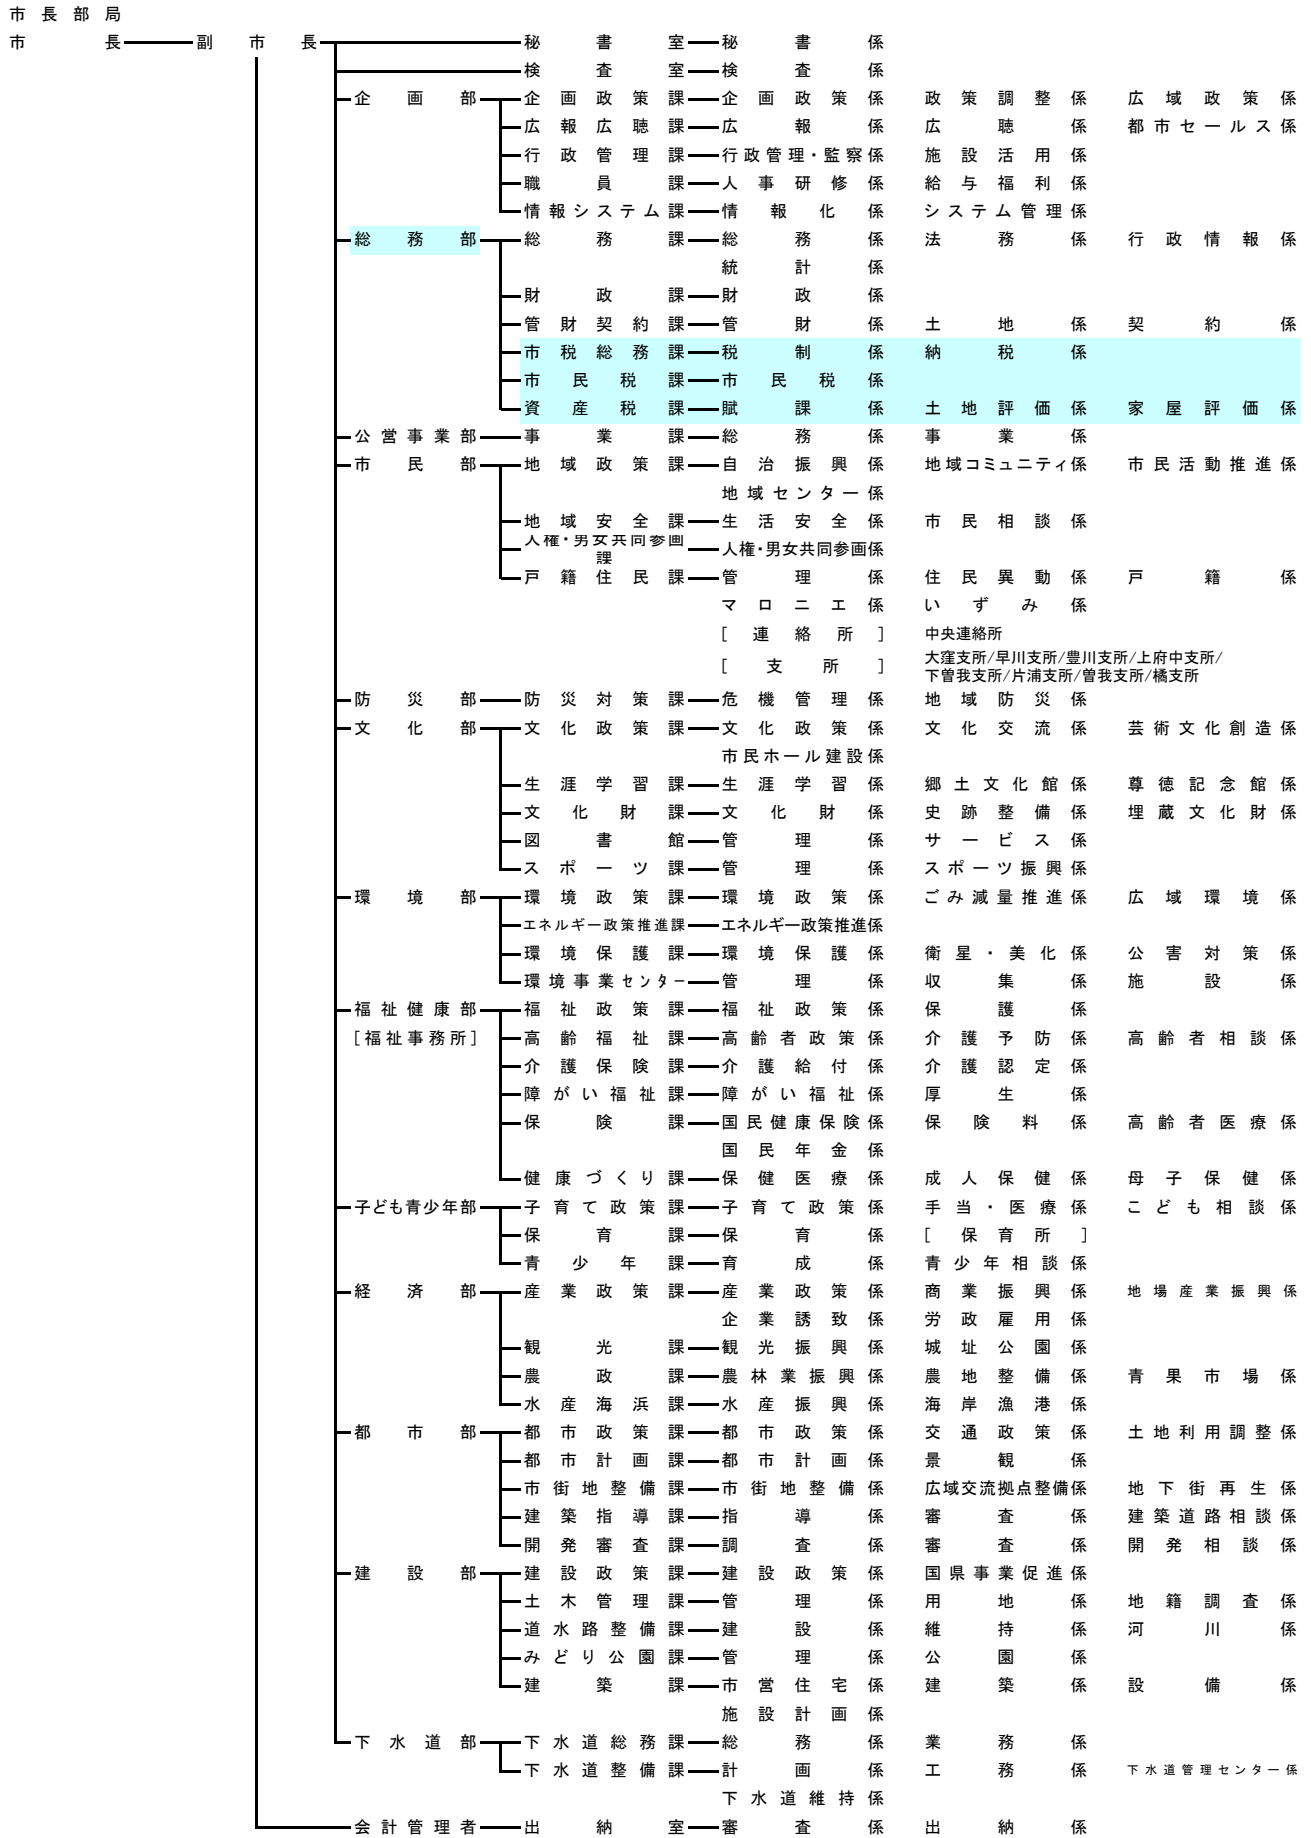 市長部局
市長 副市長 秘書室 秘書係
検査室 検査係
企画部 企画政策課 企画政策係 政策調整係 広域政策係
広報広聴課 広報係 広聴係 都市セールス係
行政管理課 行政管理・監察係 施設活用係
職員課 人事研修係 給与福利係
情報システム課 情報化係 システム管理係
総務部 総務課 総務係 法務係 行政情報係
統計係
財政課 財政係
管財契約課 管財係 土地係 契約係
市税総務課 税制係 納税係
市民税課 市民税係
資産税課 賦課係 土地評価係 家屋評価係
公営事業部 事業課 総務係 事業係
市民部 地域政策課 自治振興係 地域コミュニティ係 市民活動推進係
地域センター係
地域安全課 生活安全係 市民相談係
人権・男女共同参画課 人権・男女共同参画係
戸籍住民課 管理係 住民異動係 戸籍係
マロニエ係 いずみ係
[連絡所] 中央連絡所
[支所] 大窪支所/早川支所/豊川支所/上府中支所/
下曽我支所/片浦支所/曽我支所/橘支所
防災部 防災対策課 危機管理係 地域防災係
文化部 文化政策課 文化政策係 文化交流係 芸術文化創造係
市民ホール建設係
生涯学習課 生涯学習係 郷土文化館係 尊徳記念館係
文化財課 文化財係 史跡整備係 埋蔵文化財係
図書館 管理係 サービス係
スポーツ課 管理係 スポーツ振興係
環境部 環境政策課 環境政策係 ごみ減量推進係 広域環境係
エネルギー政策推進課 エネルギー政策推進係
環境保護課 環境保護係 衛星・美化係 公害対策係
環境事業センター 管理係 収集係 施設係
福祉健康部 福祉政策課 福祉政策係 保護係
[福祉事務所] 高齢福祉課 高齢者政策係 介護予防係 高齢者相談係
介護保険課 介護給付係 介護認定係
障がい福祉課 障がい福祉係 厚生係
保険課 国民健康保険係 保険料係 高齢者医療係
国民年金係
健康づくり課 保健医療係 成人保健係 母子保健係
子ども青少年部 子育て政策課 子育て政策係 手当・医療係 こども相談係
保育課 保育係 [保育所]
青少年課 育成係 青少年相談係
経済部 産業政策課 産業政策係 商業振興係 地場産業振興係
企業誘致係 労政雇用係
観光課 観光振興係 城址公園係
農政課 農林業振興係 農地整備係 青果市場係
水産海浜課 水産振興係 海岸漁港係
都市部 都市政策課 都市政策係 交通政策係 土地利用調整係
都市計画課 都市計画係 景観係
市街地整備課 市街地整備係 広域交流拠点整備係 地下街再生係
建築指導課 指導係 審査係 建築道路相談係
開発審査課 調査係 審査係 開発相談係
建設部 建設政策課 建設政策係 国県事業促進係
土木管理課 管理係 用地係 地籍調査係
道水路整備課 建設係 維持係 河川係
みどり公園課 管理係 公園係
建築課 市営住宅係 建築係 設備係
施設計画係
下水道部 下水道総務課 総務係 業務係
下水道整備課 計画係 工務係 下水道管理センター係
下水道維持係
会計管理者 出納室 審査係 出納係